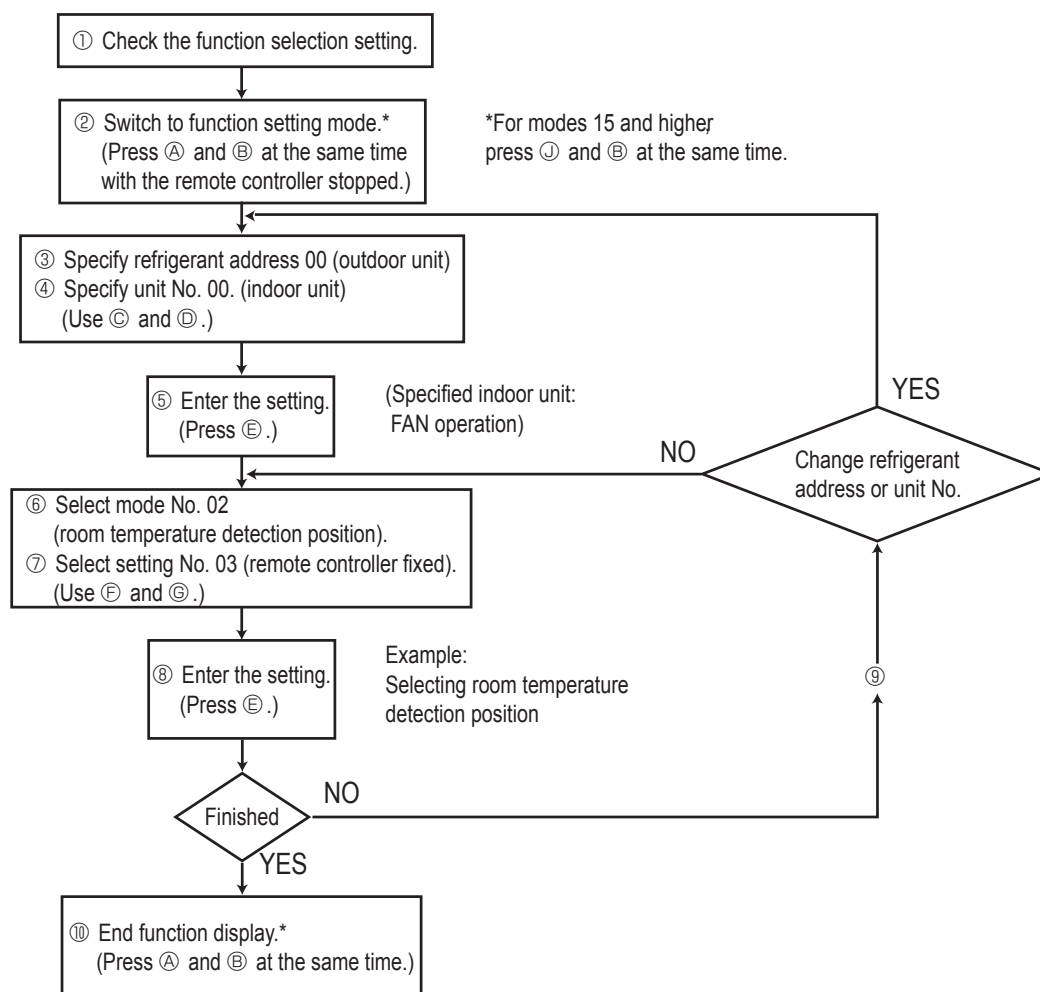 ① Check the function selection setting.
② Switch to function setting mode.*
(Press Ⓐ and Ⓑ at the same time
with the remote controller stopped.)
*For modes 15 and higher,
press Ⓙ and Ⓑ at the same time.
③ Specify refrigerant address 00 (outdoor unit)
④ Specify unit No. 00. (indoor unit)
(Use Ⓒ and Ⓓ.)
⑤ Enter the setting.
(Press Ⓔ.)
(Specified indoor unit:
FAN operation)
YES
NO
Change refrigerant
address or unit No.
⑥ Select mode No. 02
(room temperature detection position).
⑦ Select setting No. 03 (remote controller fixed).
(Use Ⓕ and Ⓖ.)
⑧ Enter the setting.
(Press Ⓔ.)
Example:
Selecting room temperature
detection position
⑨
Finished
NO
YES
⑩ End function display.*
(Press Ⓐ and Ⓑ at the same time.)